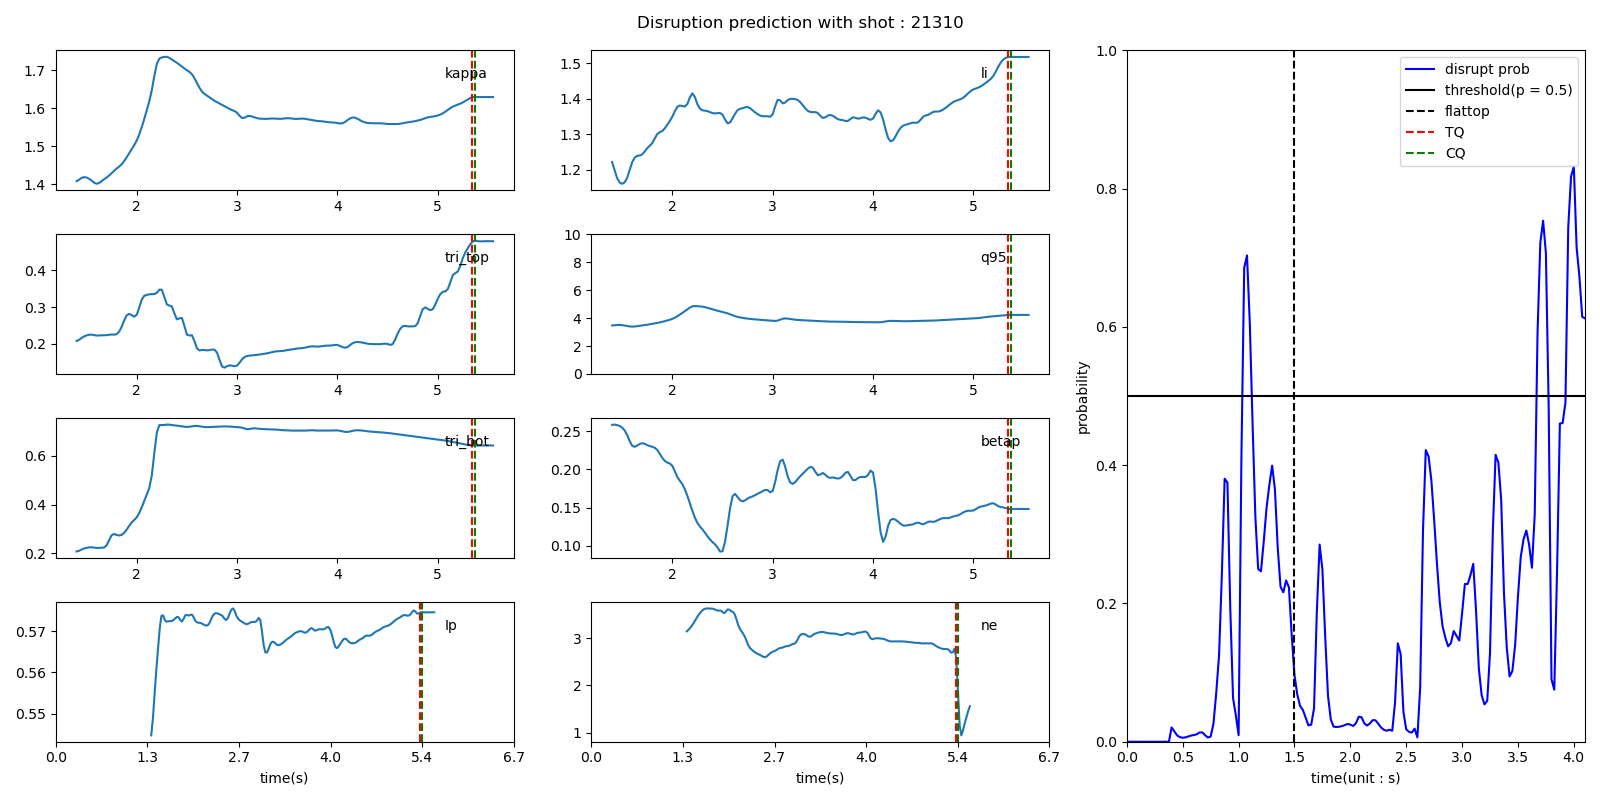 Disruption prediction with shot : 21310
kappa
1.7
1.6
1.5
1.4
2 3 4 5
li
1.5
1.4
1.3
1.2
2 3 4 5
tri_top
0.4
0.3
0.2
2 3 4 5
q95
10
8
6
4
2
0
2 3 4 5
tri_bot
0.6
0.4
0.2
2 3 4 5
betap
0.25
0.20
0.15
0.10
2 3 4 5
Ip
0.57
0.56
0.55
0.0 1.3 2.7 4.0 5.4 6.7
time(s)
ne
3
2
1
0.0 1.3 2.7 4.0 5.4 6.7
time(s)
disrupt prob
threshold(p = 0.5)
flattop
TQ
CQ
1.0
0.8
0.6
0.4
0.2
0.0
probability
0.0 0.5 1.0 1.5 2.0 2.5 3.0 3.5 4.0
time(unit : s)